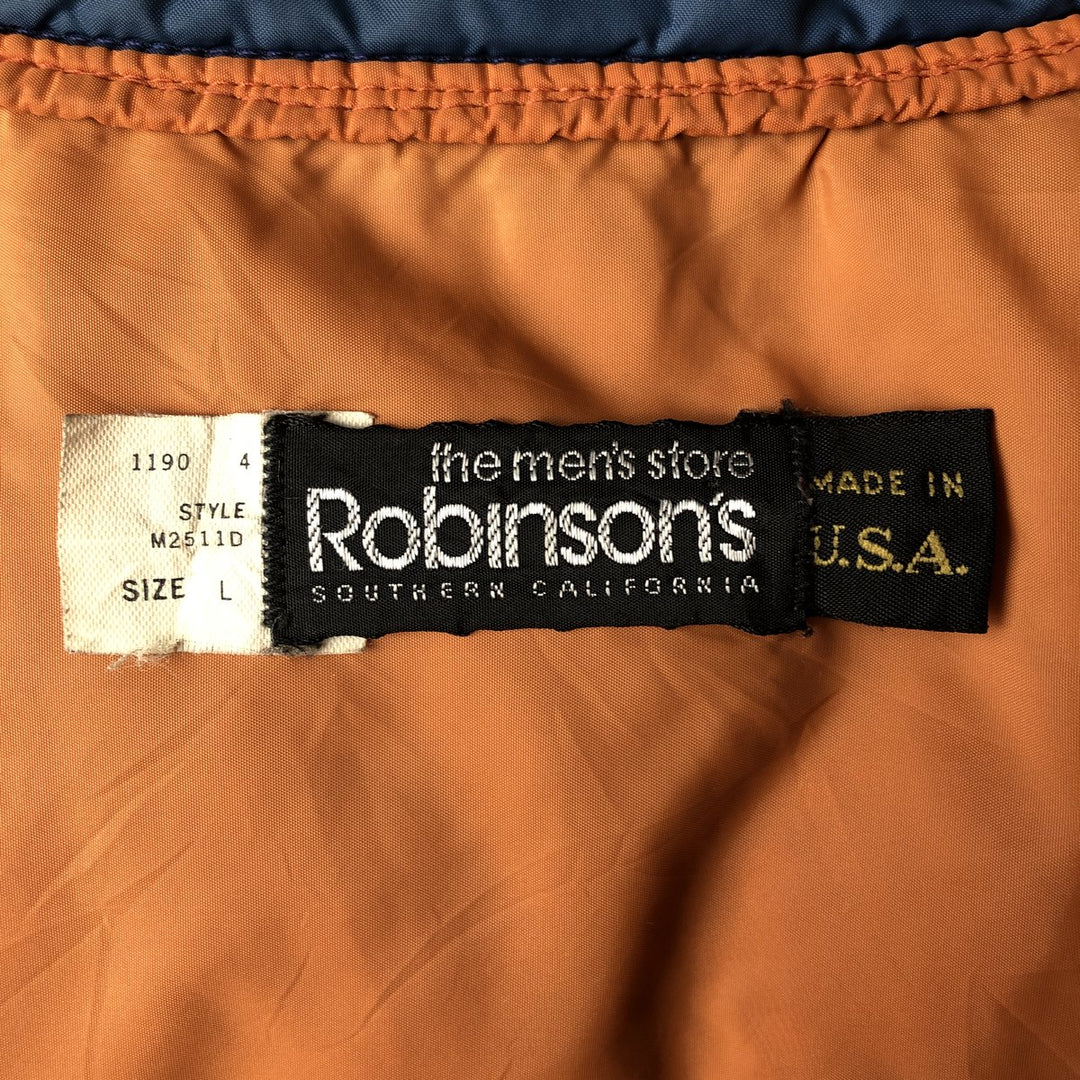 1190 4
STYLE
M2511D
SIZE L
the men's store
Robinson's
SOUTHERN CALIFORNIA
MADE IN
U.S.A.